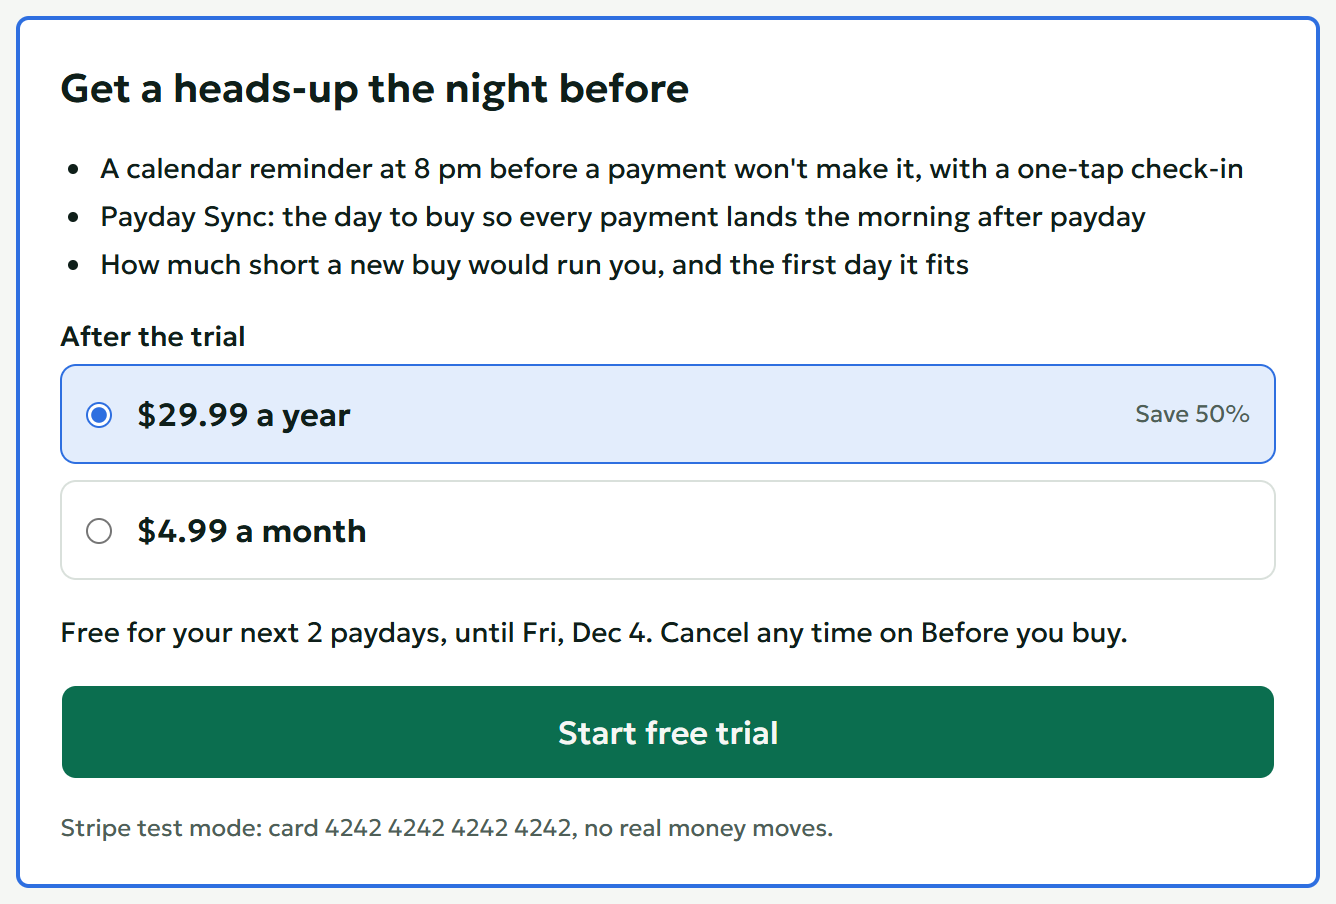 Get a heads-up the night before
A calendar reminder at 8 pm before a payment won't make it, with a one-tap check-in
Payday Sync: the day to buy so every payment lands the morning after payday
How much short a new buy would run you, and the first day it fits
After the trial
$29.99 a year Save 50%
$4.99 a month
Free for your next 2 paydays, until Fri, Dec 4. Cancel any time on Before you buy.
Start free trial
Stripe test mode: card 4242 4242 4242 4242, no real money moves.